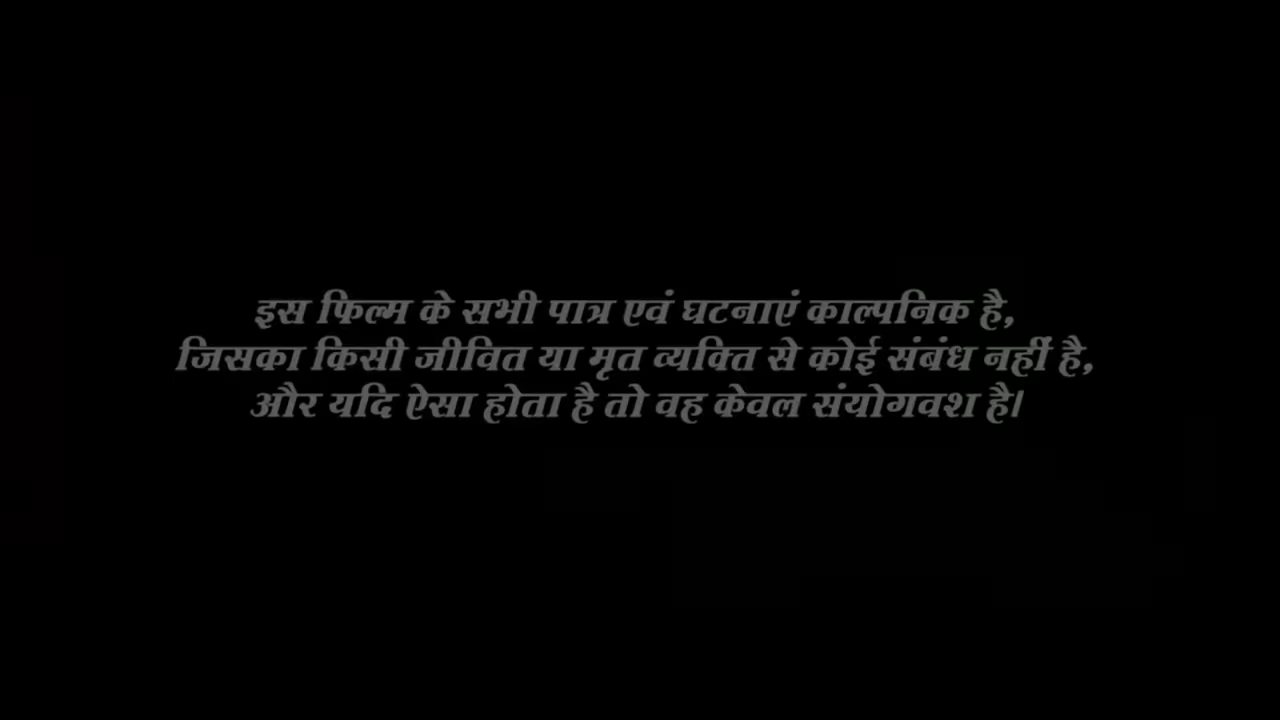 इस फिल्म के सभी पात्र एवं घटनाएं काल्पनिक है,
जिसका किसी जीवित या मृत व्यक्ति से कोई संबंध नहीं है,
और यदि ऐसा होता है तो वह केवल संयोगवश है।